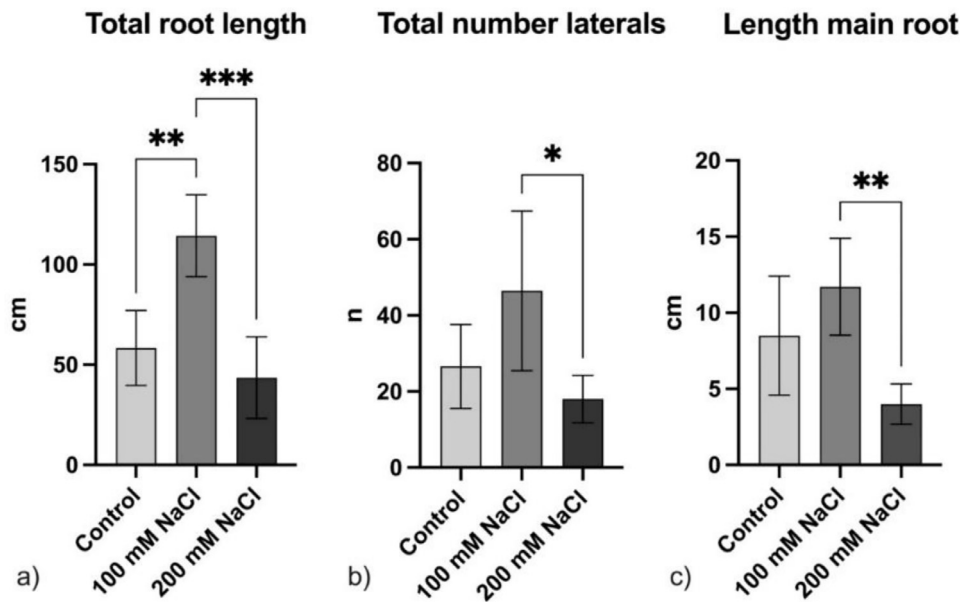 Total root length
Total number laterals
Length main root
***
**
*
**
150
100
50
0
cm
80
60
40
20
0
n
20
15
10
5
0
cm
Control
100 mM NaCl
200 mM NaCl
Control
100 mM NaCl
200 mM NaCl
Control
100 mM NaCl
200 mM NaCl
a)
b)
c)